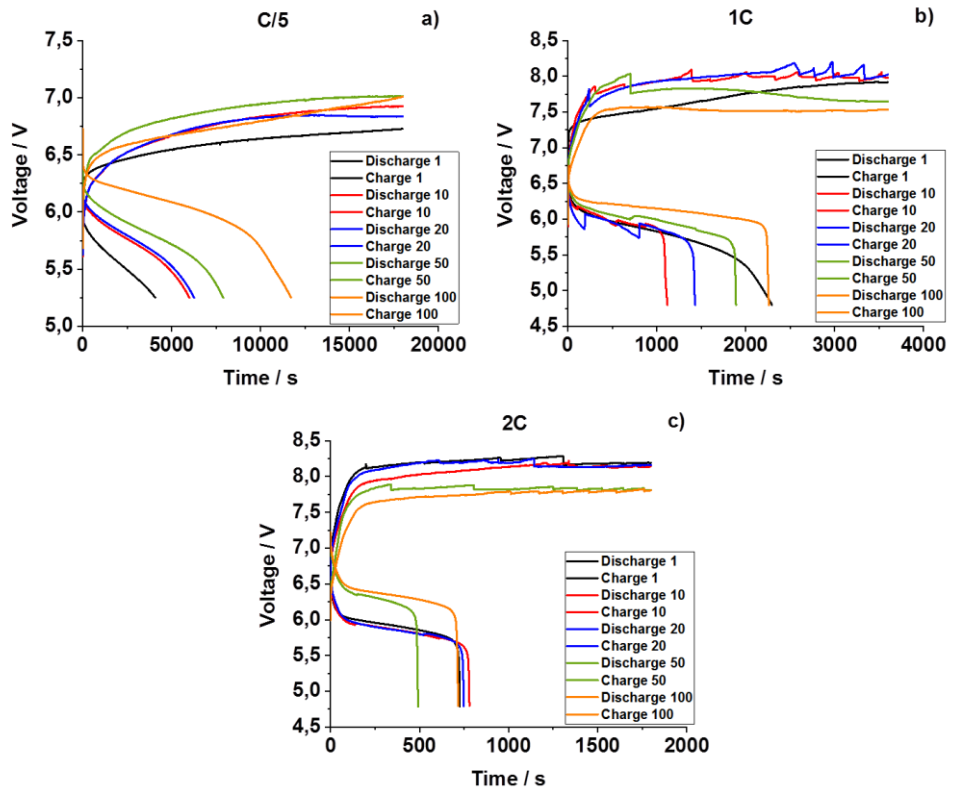 C/5
a)
7,5
7,0
6,5
6,0
5,5
5,0
Voltage / V
0
5000
10000
15000
20000
Time / s
Discharge 1
Charge 1
Discharge 10
Charge 10
Discharge 20
Charge 20
Discharge 50
Charge 50
Discharge 100
Charge 100
1C
b)
8,5
8,0
7,5
7,0
6,5
6,0
5,5
5,0
4,5
Voltage / V
0
1000
2000
3000
4000
Time / s
Discharge 1
Charge 1
Discharge 10
Charge 10
Discharge 20
Charge 20
Discharge 50
Charge 50
Discharge 100
Charge 100
2C
c)
8,5
8,0
7,5
7,0
6,5
6,0
5,5
5,0
4,5
Voltage / V
0
500
1000
1500
2000
Time / s
Discharge 1
Charge 1
Discharge 10
Charge 10
Discharge 20
Charge 20
Discharge 50
Charge 50
Discharge 100
Charge 100